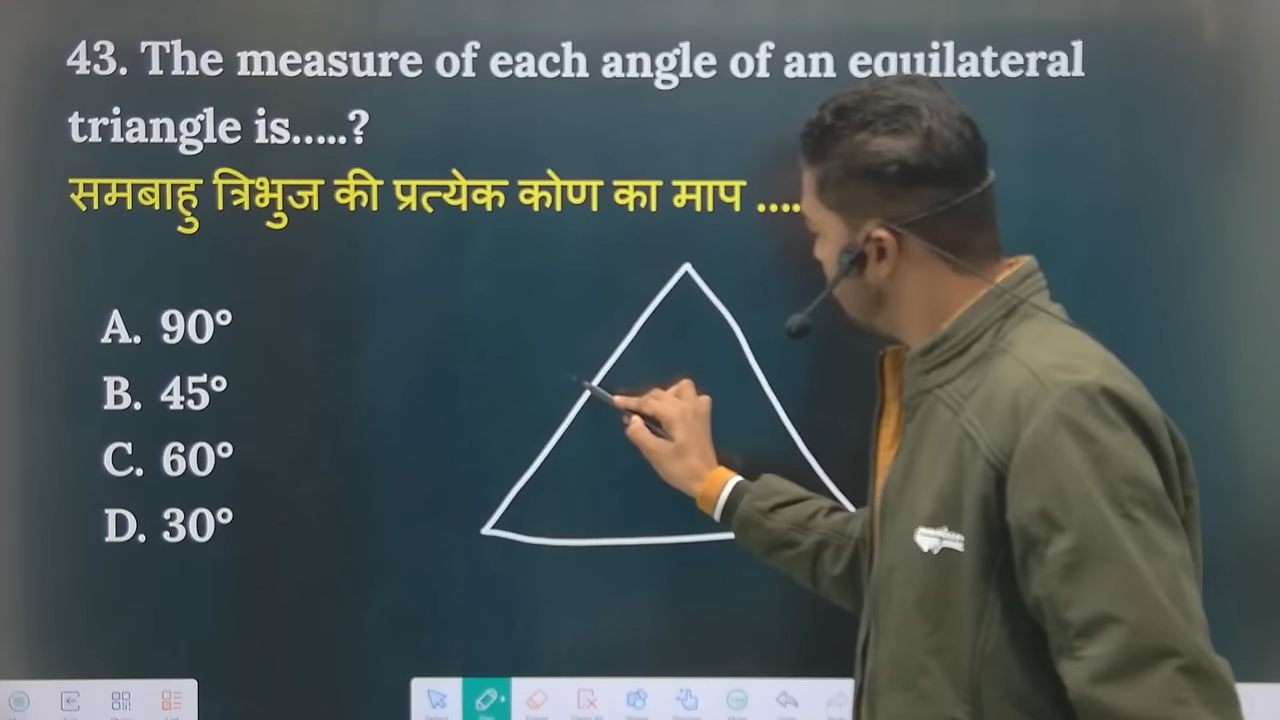 43. The measure of each angle of an equilateral
triangle is.....?
समबाहु त्रिभुज की प्रत्येक कोण का माप ....
A. 90°
B. 45°
C. 60°
D. 30°